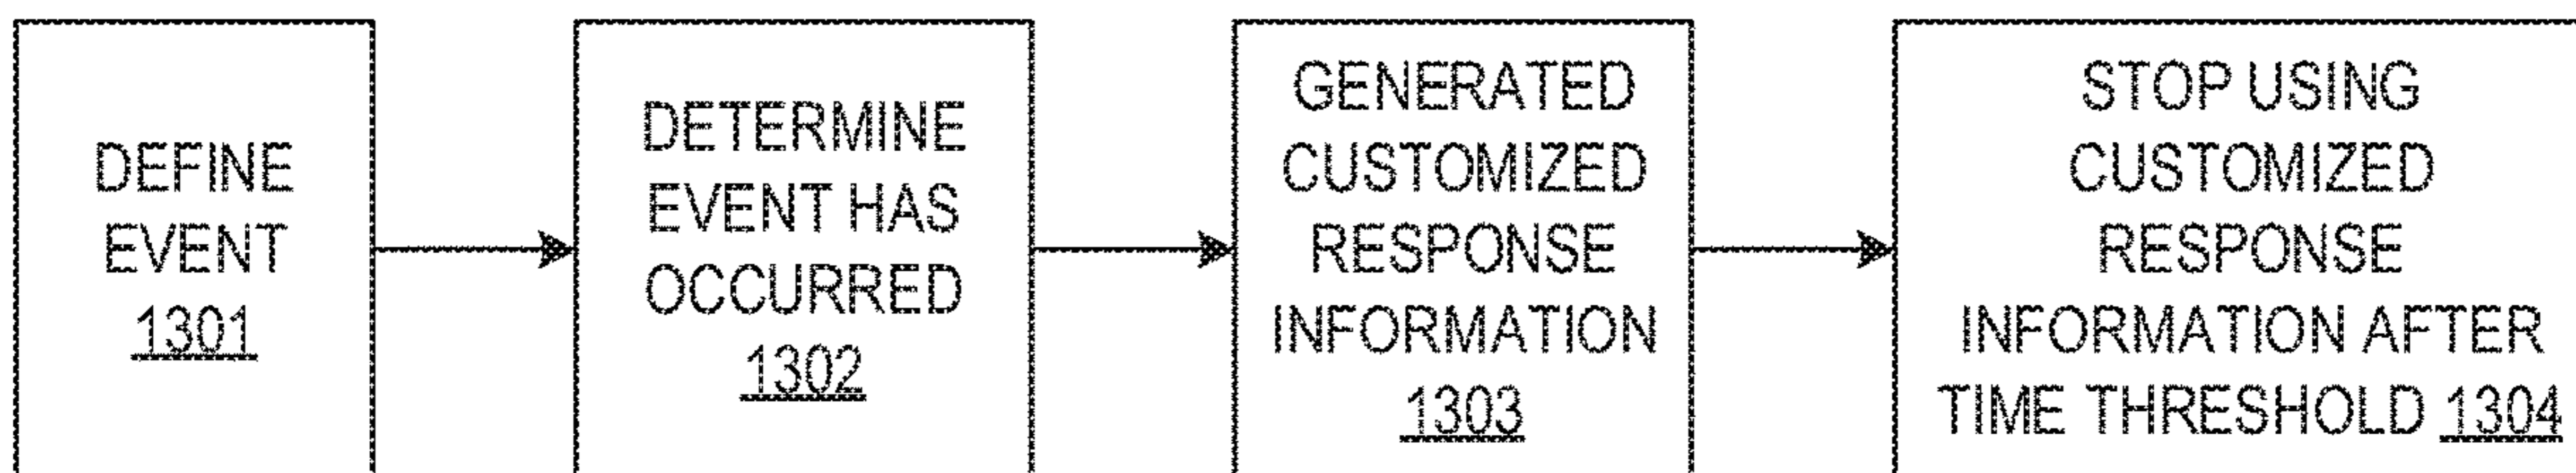 DEFINE
EVENT
1301
DETERMINE
EVENT HAS
OCCURRED
1302
GENERATED
CUSTOMIZED
RESPONSE
INFORMATION
1303
STOP USING
CUSTOMIZED
RESPONSE
INFORMATION AFTER
TIME THRESHOLD 1304